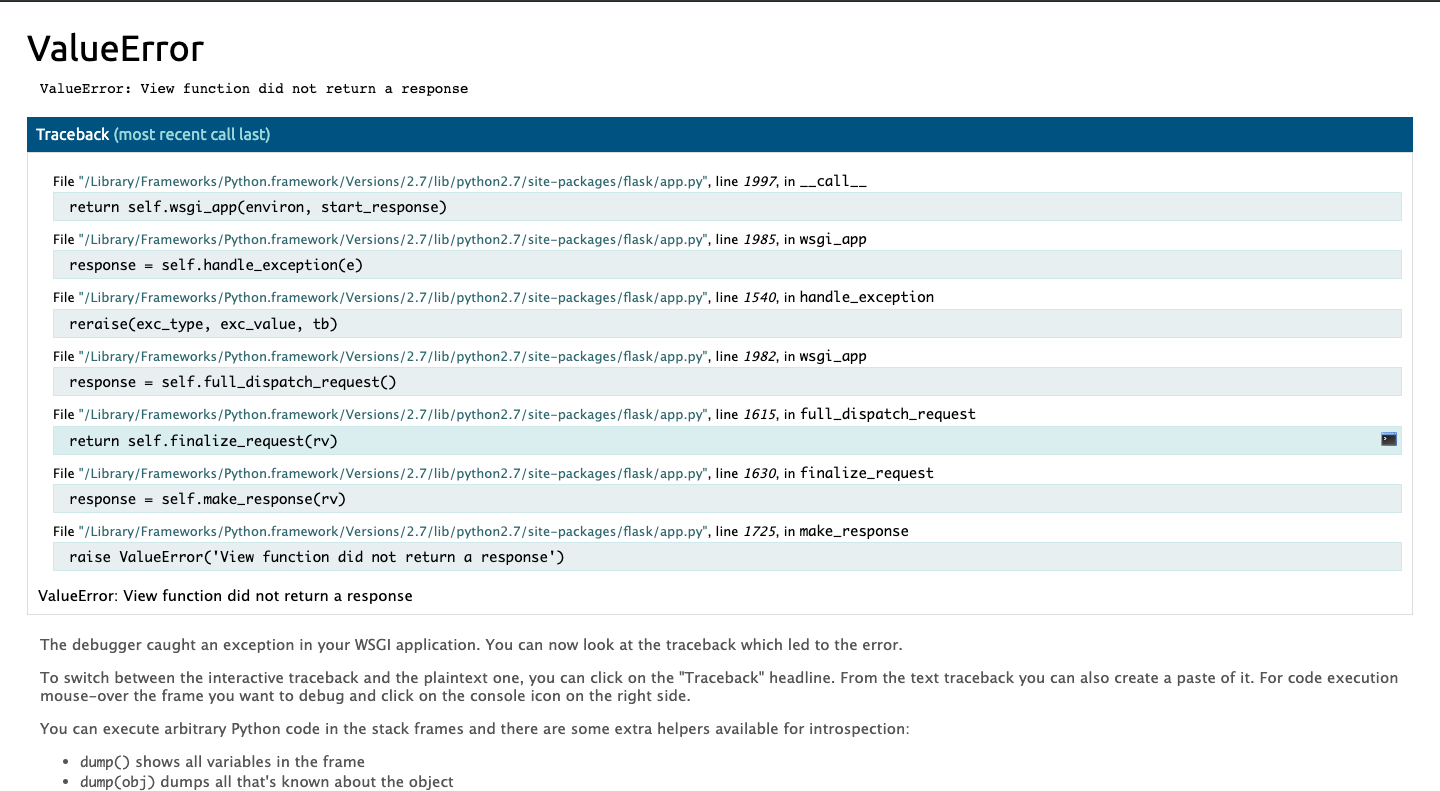 ValueError
ValueError: View function did not return a response
Traceback (most recent call last)
File "/Library/Frameworks/Python.framework/Versions/2.7/lib/python2.7/site-packages/flask/app.py", line 1997, in __call__
return self.wsgi_app(environ, start_response)
File "/Library/Frameworks/Python.framework/Versions/2.7/lib/python2.7/site-packages/flask/app.py", line 1985, in wsgi_app
response = self.handle_exception(e)
File "/Library/Frameworks/Python.framework/Versions/2.7/lib/python2.7/site-packages/flask/app.py", line 1540, in handle_exception
reraise(exc_type, exc_value, tb)
File "/Library/Frameworks/Python.framework/Versions/2.7/lib/python2.7/site-packages/flask/app.py", line 1982, in wsgi_app
response = self.full_dispatch_request()
File "/Library/Frameworks/Python.framework/Versions/2.7/lib/python2.7/site-packages/flask/app.py", line 1615, in full_dispatch_request
return self.finalize_request(rv)
File "/Library/Frameworks/Python.framework/Versions/2.7/lib/python2.7/site-packages/flask/app.py", line 1630, in finalize_request
response = self.make_response(rv)
File "/Library/Frameworks/Python.framework/Versions/2.7/lib/python2.7/site-packages/flask/app.py", line 1725, in make_response
raise ValueError('View function did not return a response')
ValueError: View function did not return a response
The debugger caught an exception in your WSGI application. You can now look at the traceback which led to the error.
To switch between the interactive traceback and the plaintext one, you can click on the "Traceback" headline. From the text traceback you can also create a paste of it. For code execution
mouse-over the frame you want to debug and click on the console icon on the right side.
You can execute arbitrary Python code in the stack frames and there are some extra helpers available for introspection:
• dump() shows all variables in the frame
• dump(obj) dumps all that's known about the object